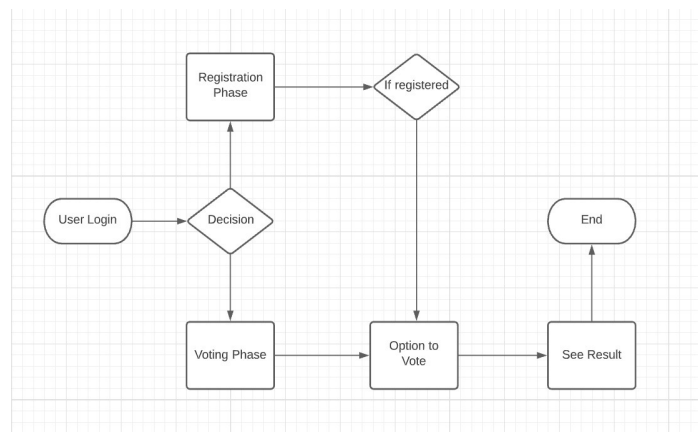 Registration
Phase
If registered
User Login
Decision
End
Voting Phase
Option to
Vote
See Result